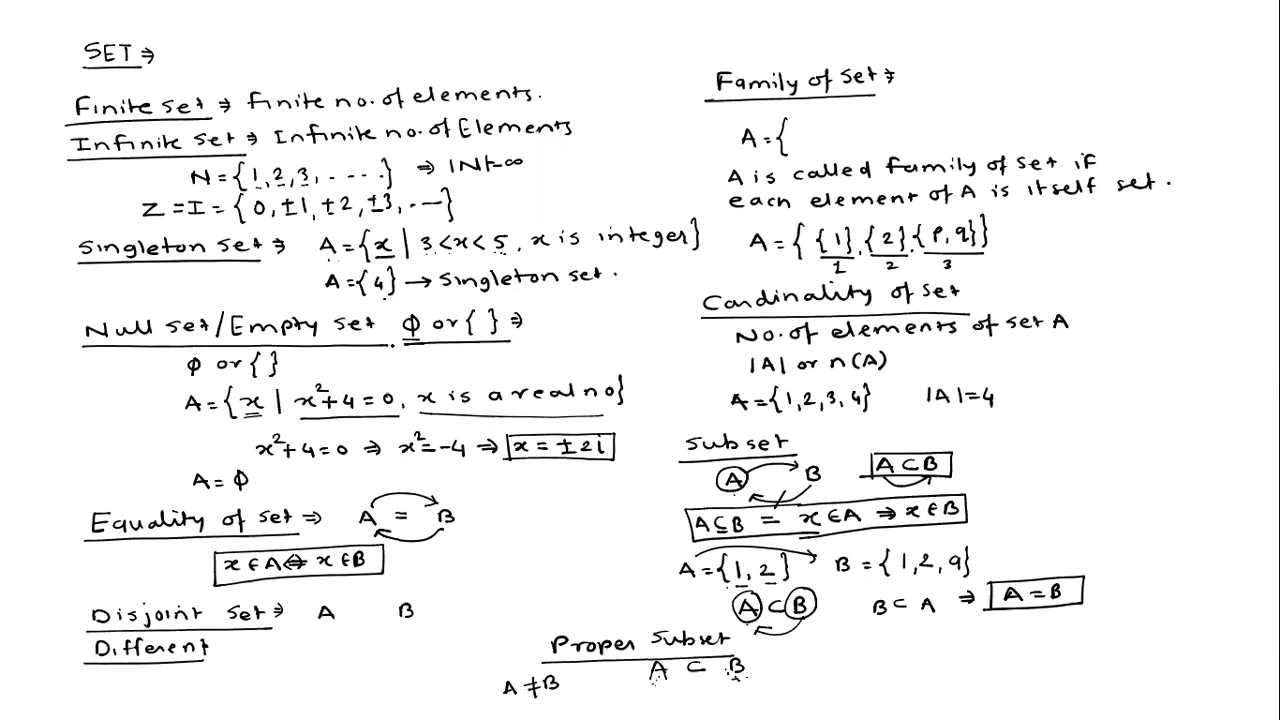 SET ⇒
Finite set ⇒ finite no. of elements.
Infinite set ⇒ Infinite no. of Elements
N = {1, 2, 3, - - - -} ⇒ INF-∞
Z = I = {0, ±1, ±2, ±3, - —}
Singleton set ⇒ A = {x | 3 < x < 5, x is integer}
A = {4} → singleton set.
Null set/Empty set ϕ or { } ⇒
ϕ or { }
A = {x | x²+4=0, x is a real no}
x²+4=0 ⇒ x²=-4 ⇒ x = ±2i
A = ϕ
Equality of set ⇒ A = B
x ∈ A ⇔ x ∈ B
Disjoint set ⇒ A B
Different
Family of set ⇒
A = {
A is called family of set if
each element of A is itself set.
A = { {1}, {2}, {p, q}}
1 2 3
Cardinality of set
No. of elements of set A
|A| or n(A)
A = {1, 2, 3, 4} |A| = 4
subset
A B A ⊂ B
A ⊆ B = x ∈ A ⇒ x ∈ B
A = {1, 2} B = {1, 2, 9}
A ⊂ B B ⊂ A ⇒ A = B
Proper subset
A ⊂ B
A ≠ B